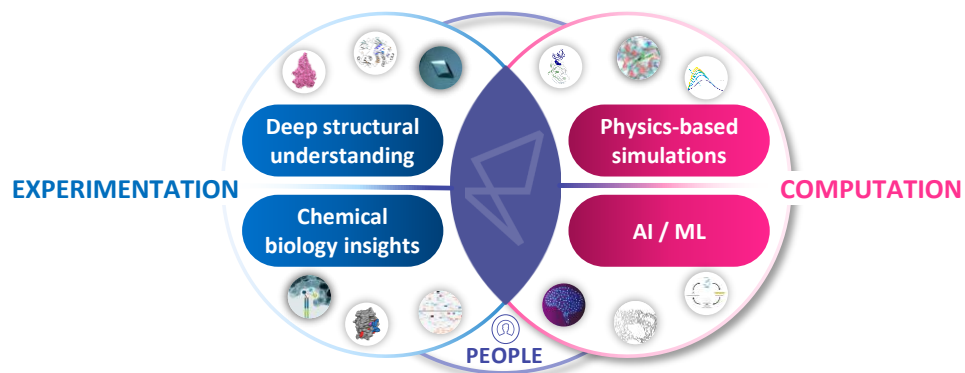 Deep structural
understanding
Physics-based
simulations
EXPERIMENTATION
COMPUTATION
Chemical
biology insights
AI / ML
PEOPLE